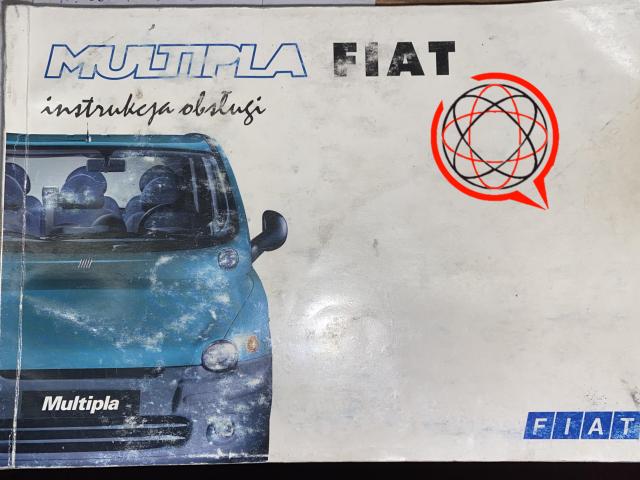 MULTIPLA FIAT
instrukcja obsługi
Multipla
FIAT